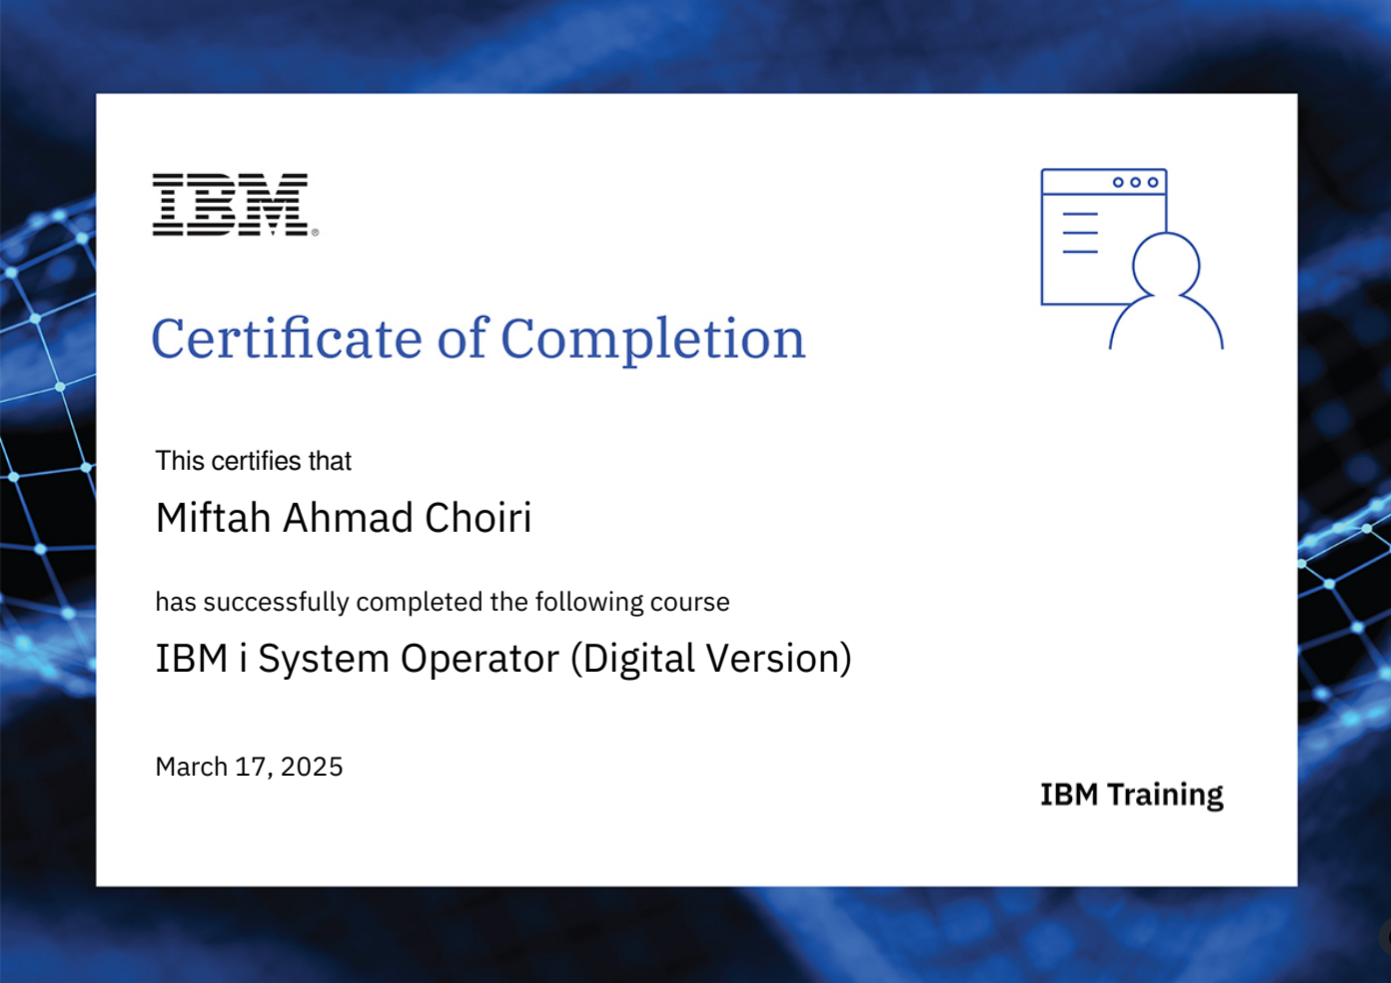 IBM®
Certificate of Completion
This certifies that
Miftah Ahmad Choiri
has successfully completed the following course
IBM i System Operator (Digital Version)
March 17, 2025
IBM Training